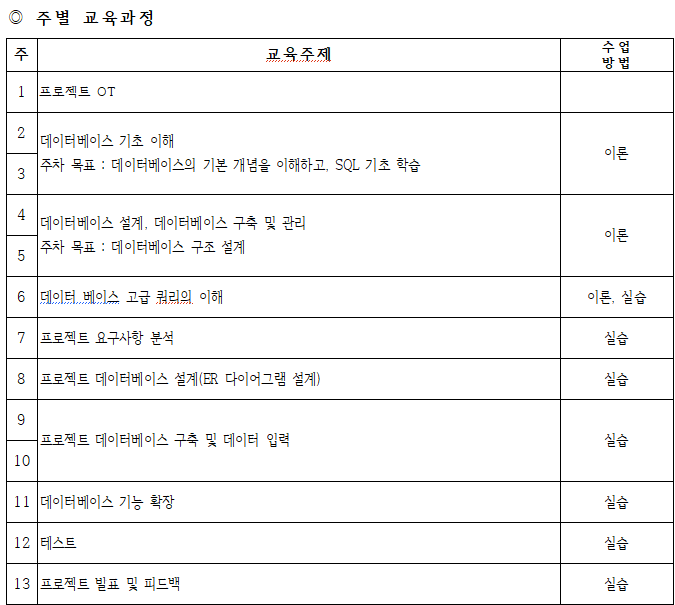 ◎ 주별 교육과정
주 교육주제 수업
방법
1 프로젝트 OT
2
데이터베이스 기초 이해
주차 목표 : 데이터베이스의 기본 개념을 이해하고, SQL 기초 학습
이론
3
4
데이터베이스 설계, 데이터베이스 구축 및 관리
주차 목표 : 데이터베이스 구조 설계
이론
5
6 데이터 베이스 고급 쿼리의 이해 이론, 실습
7 프로젝트 요구사항 분석 실습
8 프로젝트 데이터베이스 설계(ER 다이어그램 설계) 실습
9
프로젝트 데이터베이스 구축 및 데이터 입력 실습
10
11 데이터베이스 기능 확장 실습
12 테스트 실습
13 프로젝트 발표 및 피드백 실습